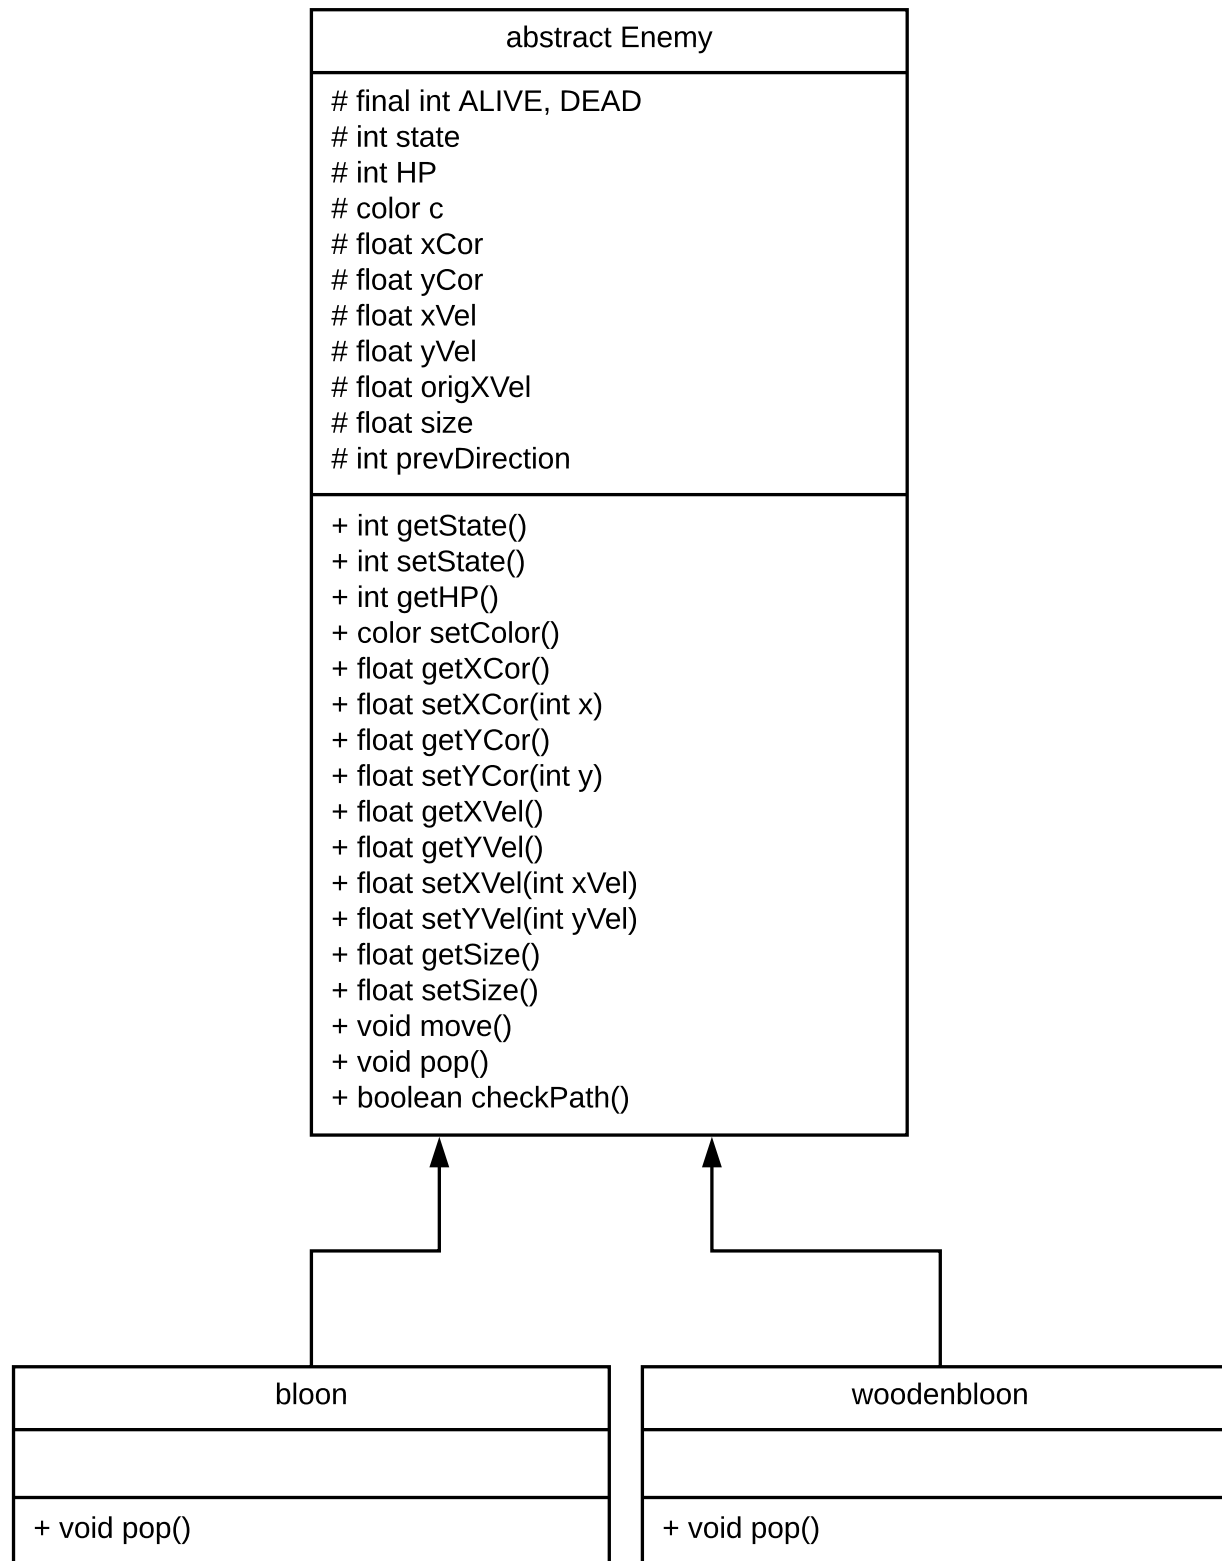 abstract Enemy
# final int ALIVE, DEAD
# int state
# int HP
# color c
# float xCor
# float yCor
# float xVel
# float yVel
# float origXVel
# float size
# int prevDirection
+ int getState()
+ int setState()
+ int getHP()
+ color setColor()
+ float getXCor()
+ float setXCor(int x)
+ float getYCor()
+ float setYCor(int y)
+ float getXVel()
+ float getYVel()
+ float setXVel(int xVel)
+ float setYVel(int yVel)
+ float getSize()
+ float setSize()
+ void move()
+ void pop()
+ boolean checkPath()
bloon
+ void pop()
woodenbloon
+ void pop()